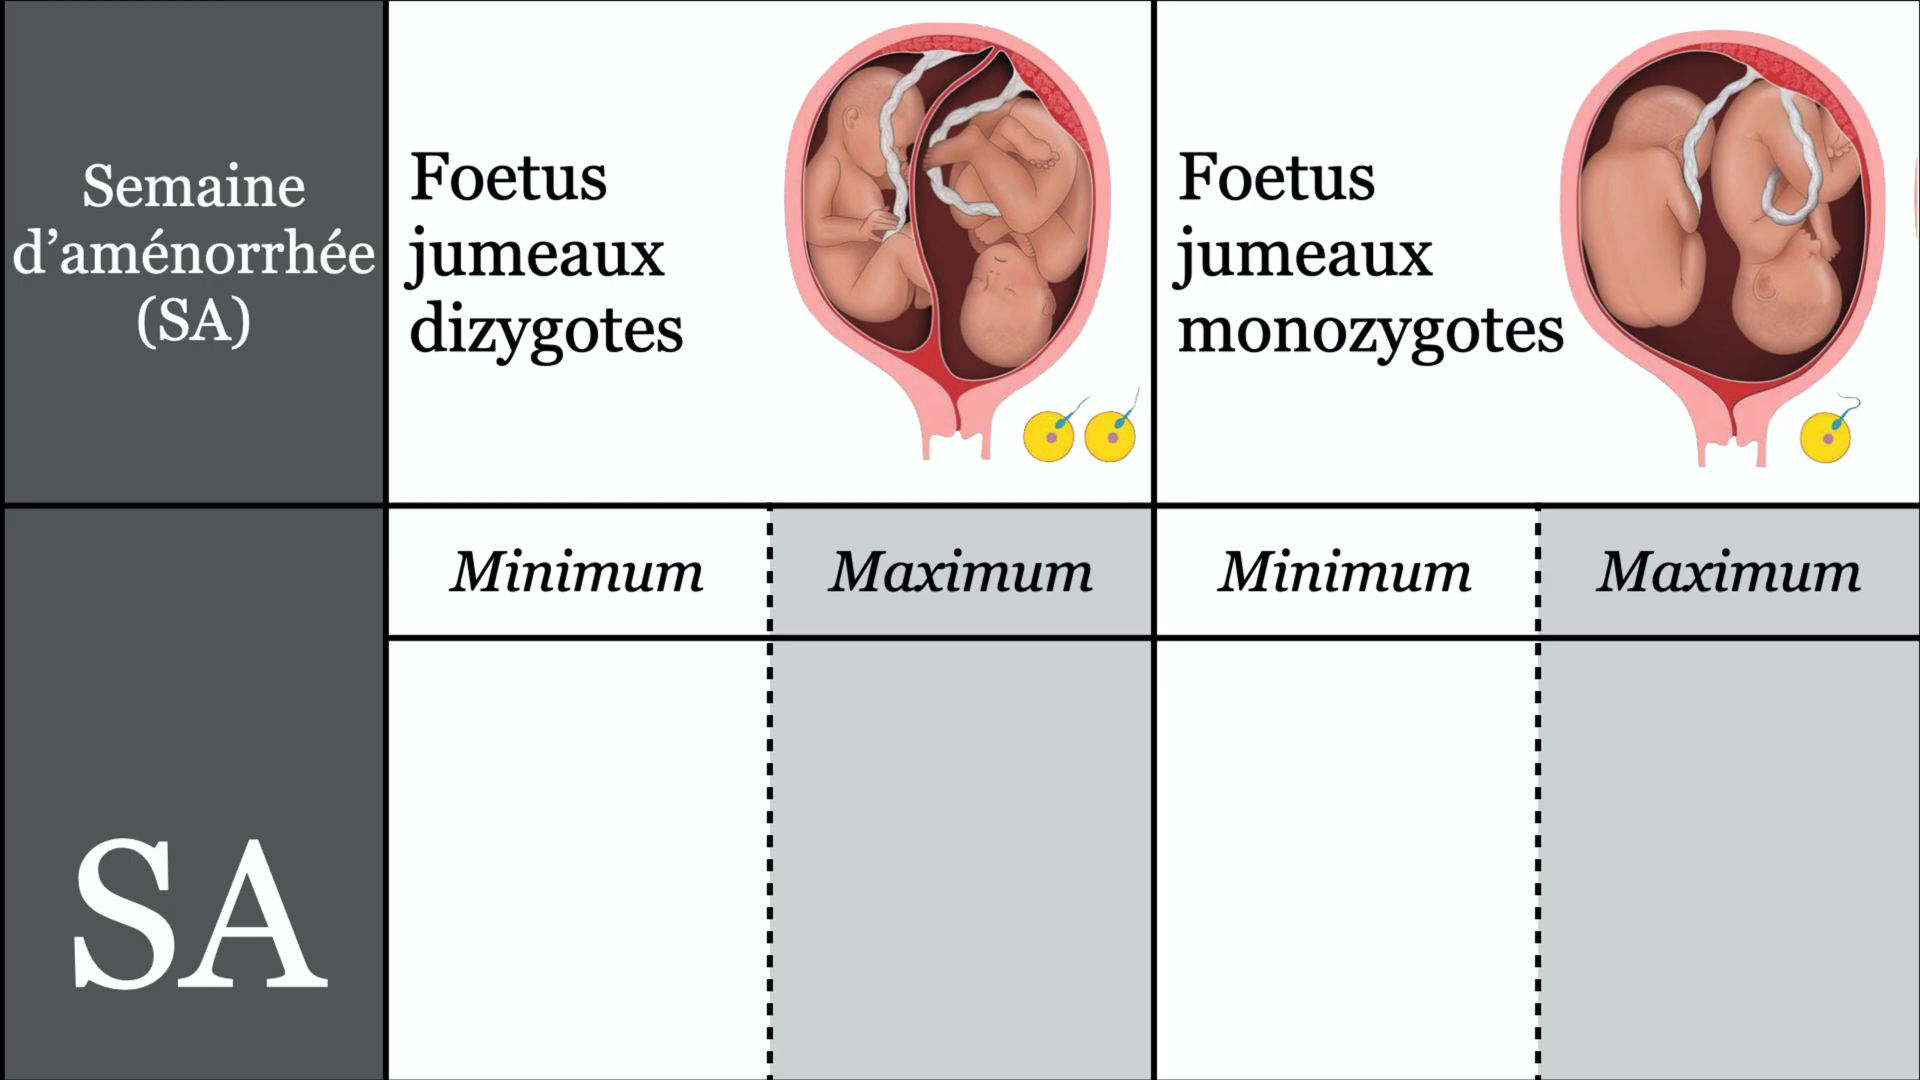 Semaine
d’aménorrhée
(SA)
Foetus
jumeaux
dizygotes
Foetus
jumeaux
monozygotes
Minimum
Maximum
Minimum
Maximum
SA